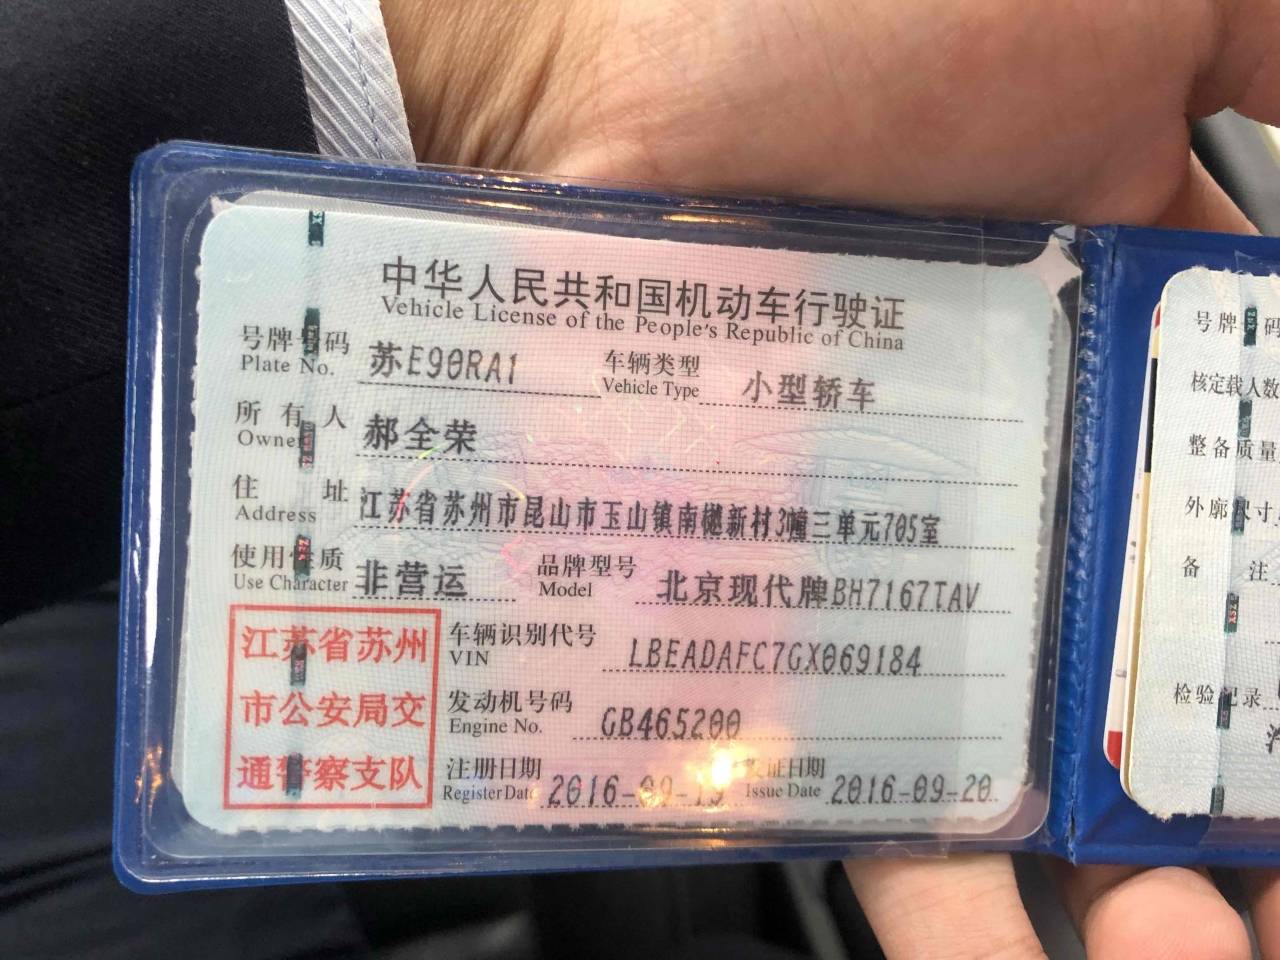 中华人民共和国机动车行驶证
Vehicle License of the People's Republic of China
号牌号码 苏E90RA1 车辆类型 小型轿车
Plate No. Vehicle Type
所有人 郝全荣
Owner
住址 江苏省苏州市昆山市玉山镇南樾新村3幢三单元705室
Address
使用性质 非营运 品牌型号 北京现代牌BH7167TAV
Use Character Model
江苏省苏州
市公安局交
通警察支队
车辆识别代号 LBEADAFC7GX069184
VIN
发动机号码 GB465200
Engine No.
注册日期 2016-09-19 发证日期 2016-09-20
Register Date Issue Date
号牌
核定载人数
整备质量
外廓尺寸
备注
检验记录